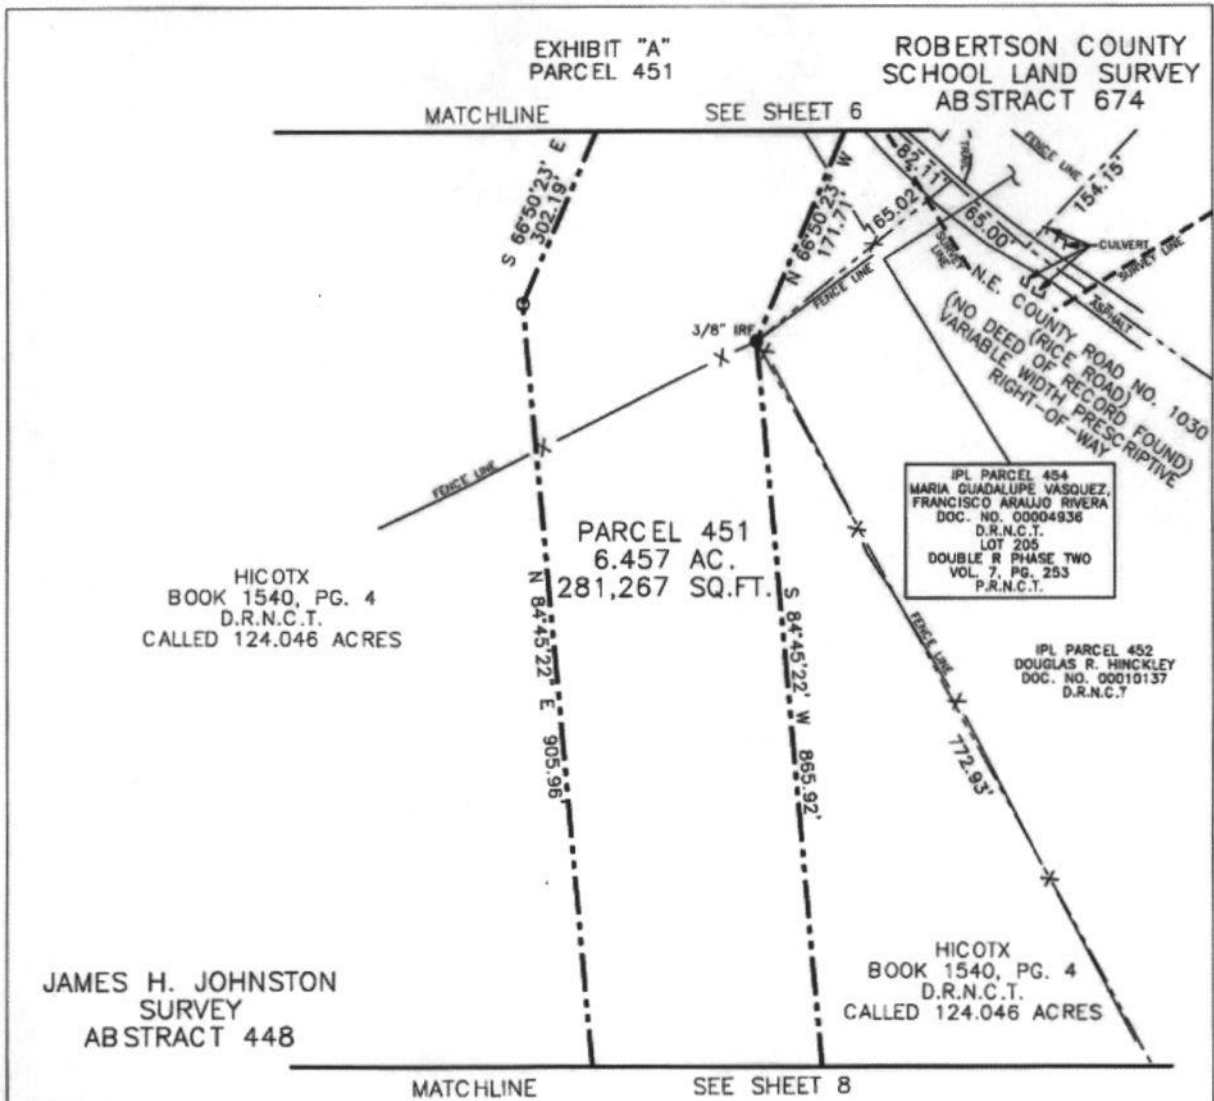 EXHIBIT "A"
PARCEL 451
ROBERTSON COUNTY
SCHOOL LAND SURVEY
ABSTRACT 674
MATCHLINE
SEE SHEET 6
S 66°50'23" E
302.19'
N 66°50'23" W
171.71'
82.11'
TRAIL
FENCE LINE
154.15'
165.02'
65.00'
CULVERT
SURVEY LINE
SURVEY
LINE
ASPHALT
FENCE LINE
3/8" IRF
N.E. COUNTY ROAD NO. 1030
(RICE ROAD)
(NO DEED OF RECORD FOUND)
VARIABLE WIDTH PRESCRIPTIVE
RIGHT-OF-WAY
FENCE LINE
IPL PARCEL 454
MARIA GUADALUPE VASQUEZ,
FRANCISCO ARAUJO RIVERA
DOC. NO. 00004936
D.R.N.C.T.
LOT 205
DOUBLE R PHASE TWO
VOL. 7, PG. 253
P.R.N.C.T.
PARCEL 451
6.457 AC.
281,267 SQ.FT.
HICOTX
BOOK 1540, PG. 4
D.R.N.C.T.
CALLED 124.046 ACRES
N 84°45'22" E 905.96'
S 84°45'22" W 865.92'
FENCE LINE
772.93'
IPL PARCEL 452
DOUGLAS R. HINCKLEY
DOC. NO. 00010137
D.R.N.C.T
HICOTX
BOOK 1540, PG. 4
D.R.N.C.T.
CALLED 124.046 ACRES
JAMES H. JOHNSTON
SURVEY
ABSTRACT 448
MATCHLINE
SEE SHEET 8